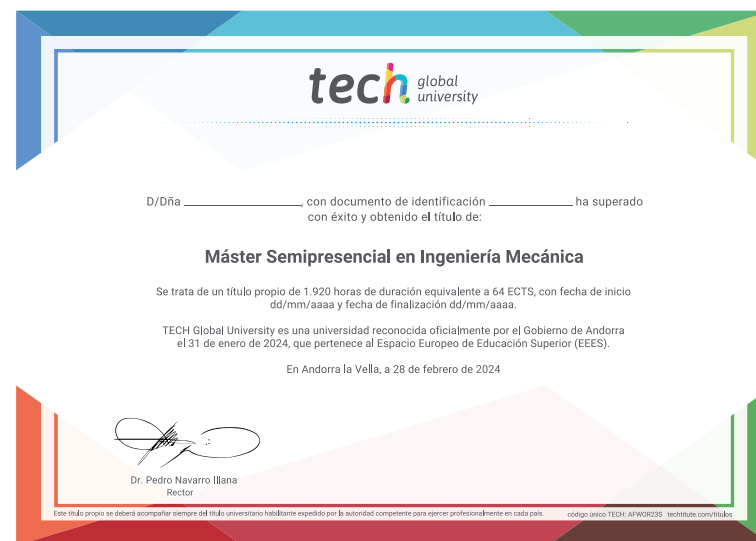 tech global
university
D/Dña ____________________, con documento de identificación ______________ ha superado
con éxito y obtenido el título de:
Máster Semipresencial en Ingeniería Mecánica
Se trata de un título propio de 1.920 horas de duración equivalente a 64 ECTS, con fecha de inicio
dd/mm/aaaa y fecha de finalización dd/mm/aaaa.
TECH Global University es una universidad reconocida oficialmente por el Gobierno de Andorra
el 31 de enero de 2024, que pertenece al Espacio Europeo de Educación Superior (EEES).
En Andorra la Vella, a 28 de febrero de 2024
Dr. Pedro Navarro Illana
Rector
Este título propio se deberá acompañar siempre del título universitario habilitante expedido por la autoridad competente para ejercer profesionalmente en cada país. código único TECH: AFWOR23S techtitute.com/titulos